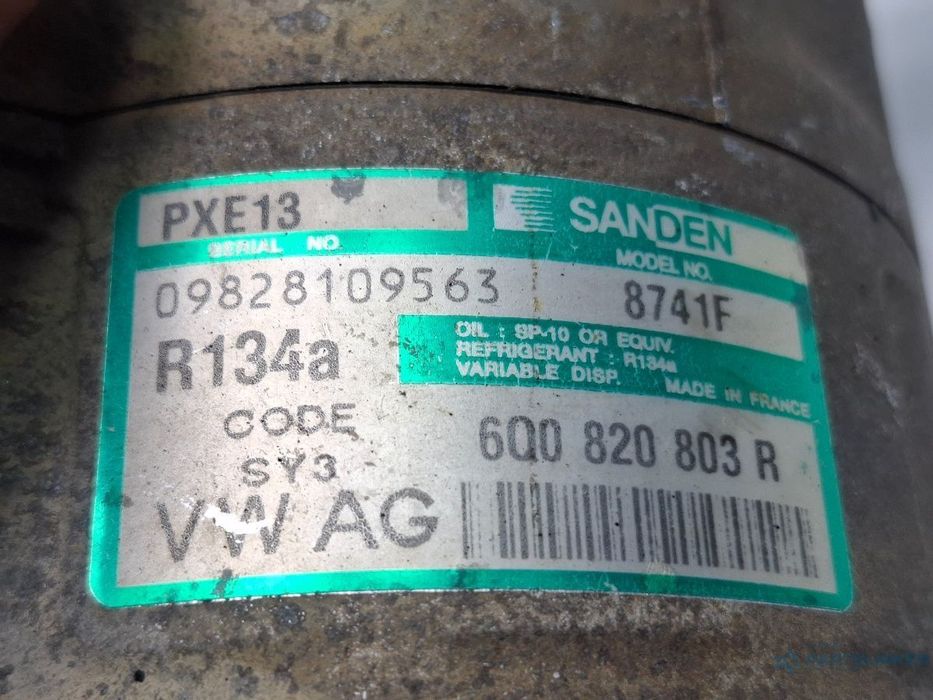 PXE13
SANDEN
SERIAL NO.
MODEL NO.
09828109563
8741F
R134a
OIL : SP-10 OR EQUIV.
REFRIGERANT : R134a
VARIABLE DISP. MADE IN FRANCE
CODE
6Q0 820 803 R
SY3
VW AG